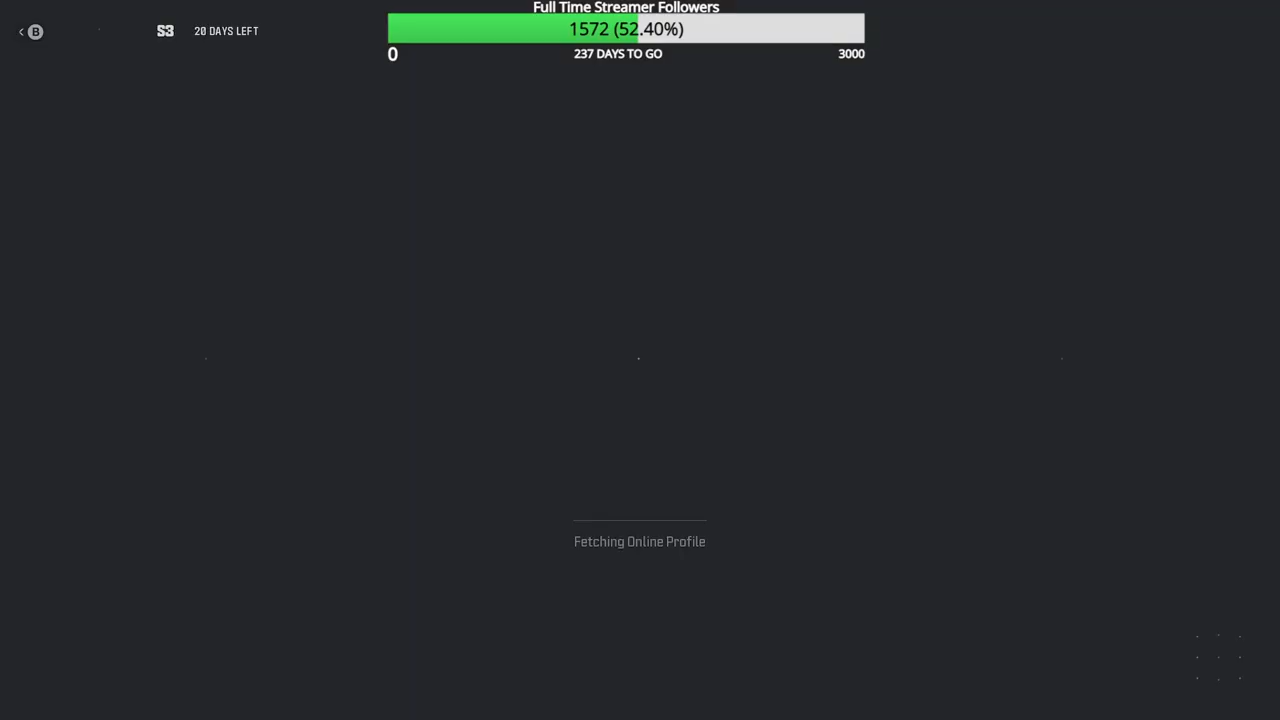 Full Time Streamer Followers
B
S3
20 DAYS LEFT
1572 (52.40%)
0
237 DAYS TO GO
3000
Fetching Online Profile